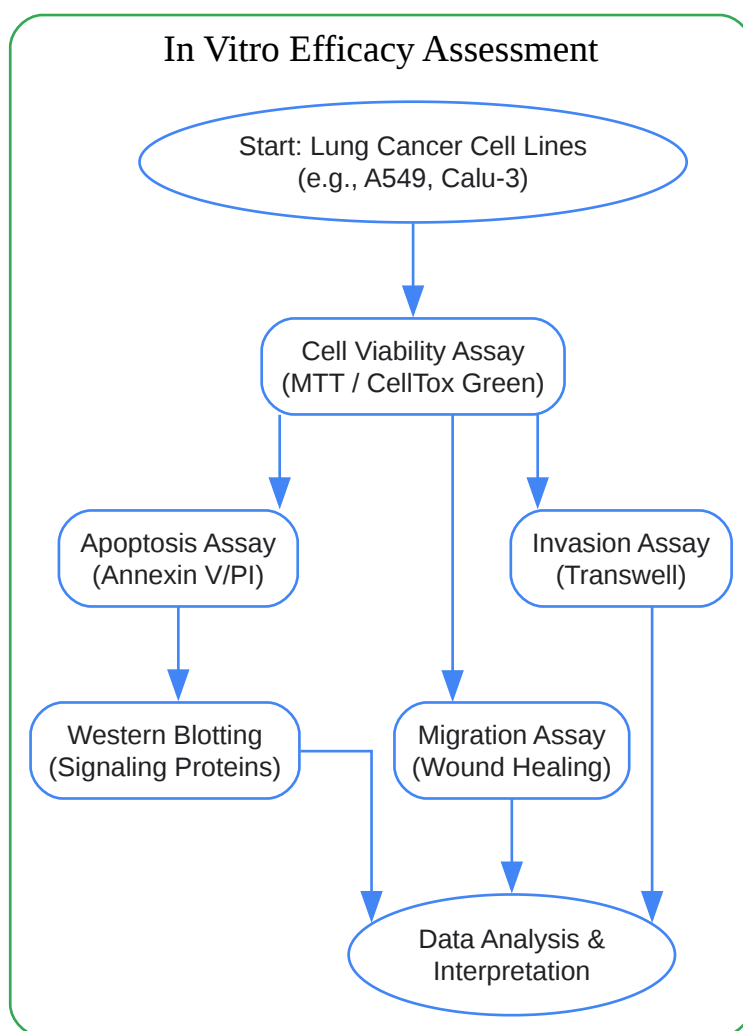 In Vitro Efficacy Assessment
Start: Lung Cancer Cell Lines
(e.g., A549, Calu-3)
Cell Viability Assay
(MTT / CellTox Green)
Apoptosis Assay
(Annexin V/PI)
Invasion Assay
(Transwell)
Western Blotting
(Signaling Proteins)
Migration Assay
(Wound Healing)
Data Analysis &
Interpretation